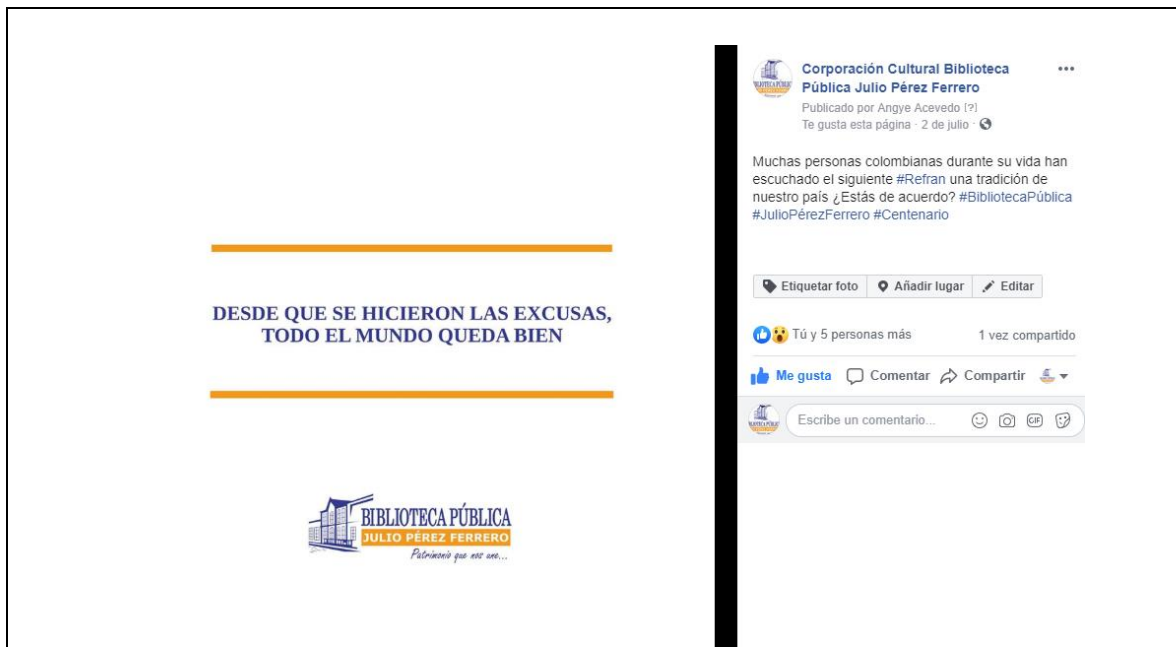 DESDE QUE SE HICIERON LAS EXCUSAS,
TODO EL MUNDO QUEDA BIEN
BIBLIOTECA PÚBLICA
JULIO PÉREZ FERRERO
Patrimonio que nos une...
Corporación Cultural Biblioteca
Pública Julio Pérez Ferrero
Publicado por Angye Acevedo [?]
Te gusta esta página · 2 de julio ·
Muchas personas colombianas durante su vida han
escuchado el siguiente #Refran una tradición de
nuestro país ¿Estás de acuerdo? #BibliotecaPública
#JulioPérezFerrero #Centenario
Etiquetar foto Añadir lugar Editar
Tú y 5 personas más 1 vez compartido
Me gusta Comentar Compartir
Escribe un comentario... GIF